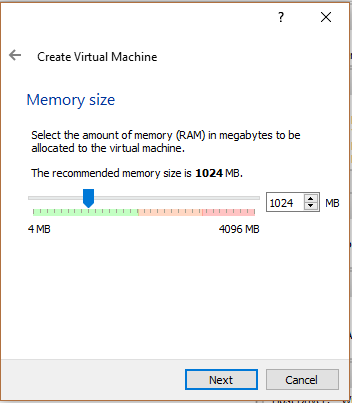 ?
Create Virtual Machine
Memory size
Select the amount of memory (RAM) in megabytes to be
allocated to the virtual machine.
The recommended memory size is 1024 MB.
1024 MB
4 MB 4096 MB
Next Cancel